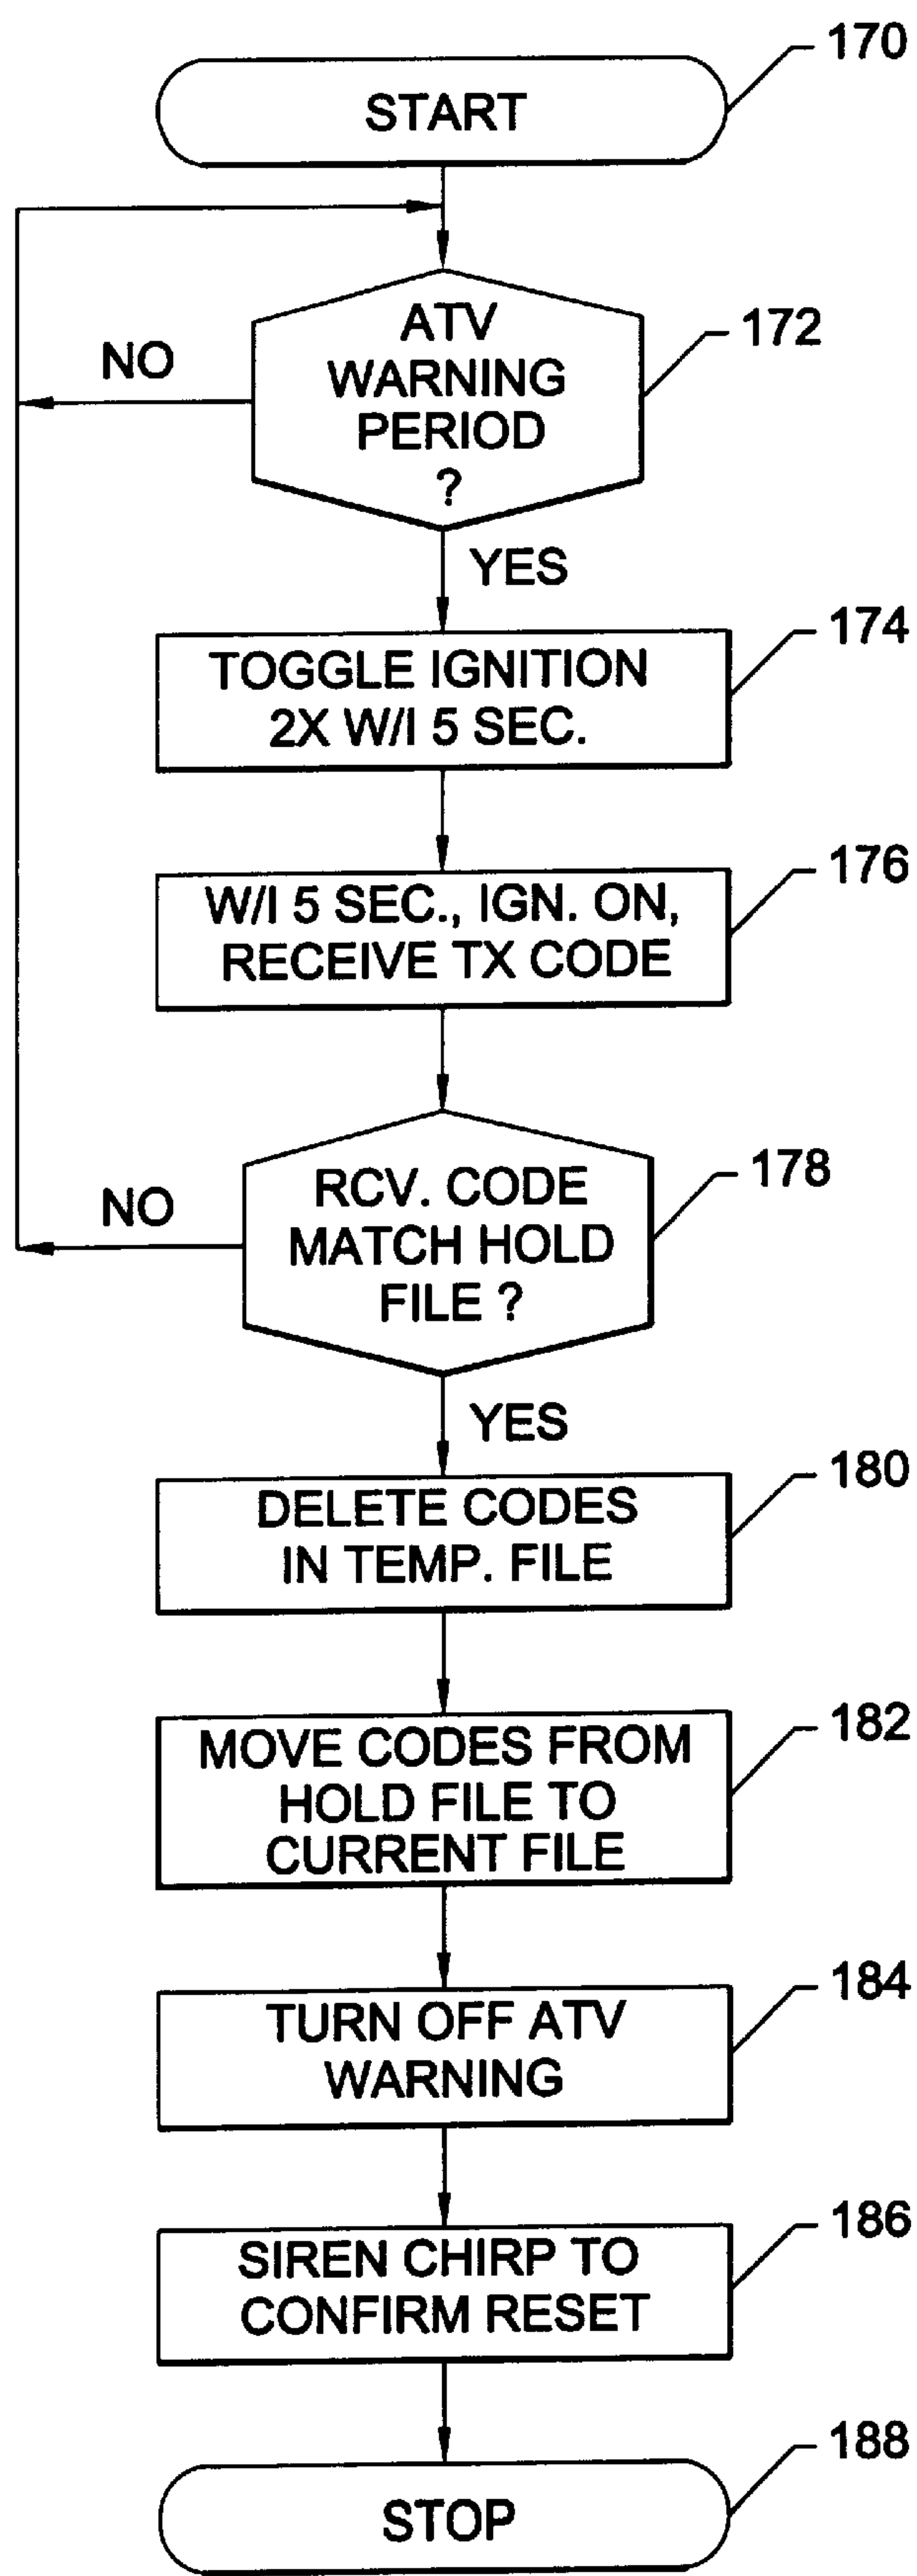 170
START
ATV
WARNING
PERIOD
?
172
NO
YES
174
TOGGLE IGNITION
2X W/I 5 SEC.
176
W/I 5 SEC., IGN. ON,
RECEIVE TX CODE
178
RCV. CODE
MATCH HOLD
FILE ?
NO
YES
180
DELETE CODES
IN TEMP. FILE
182
MOVE CODES FROM
HOLD FILE TO
CURRENT FILE
184
TURN OFF ATV
WARNING
186
SIREN CHIRP TO
CONFIRM RESET
188
STOP